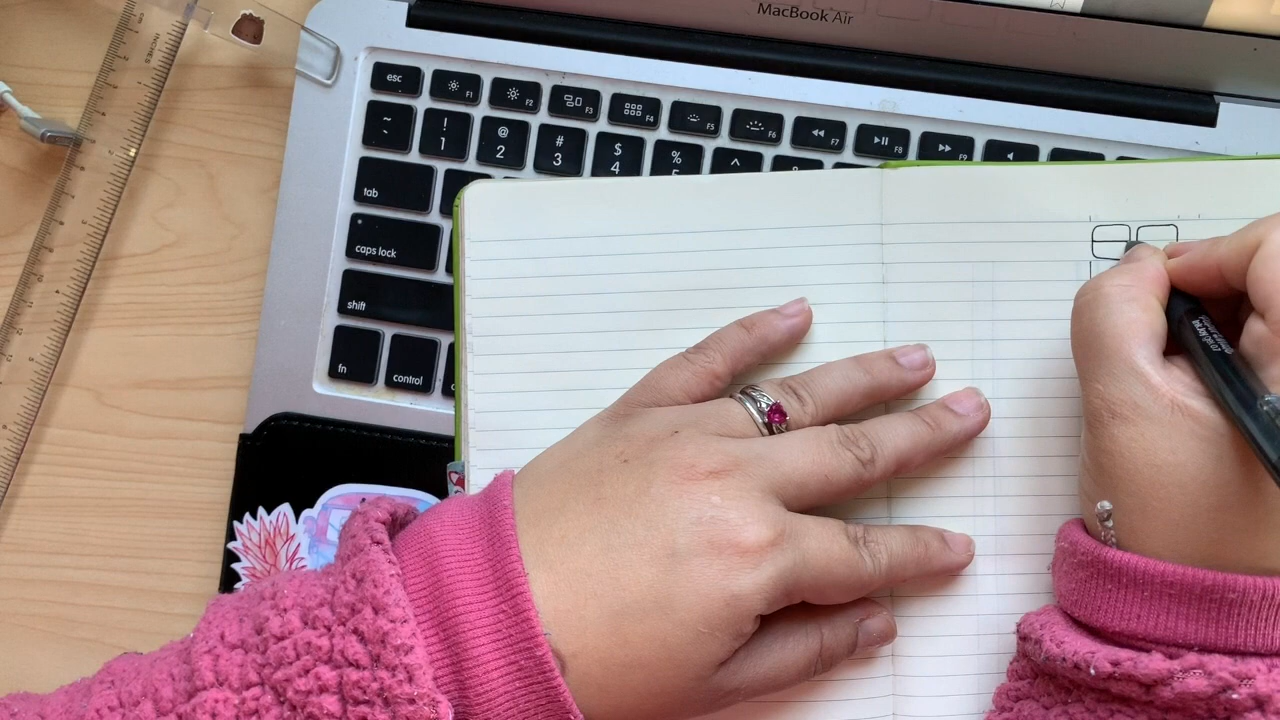 MacBook Air
INCHES
esc F1 F2 F3 F4 F5 F6 F7 F8 F9
~ ` ! 1 @ 2 # 3 $ 4 % 5 ^
tab
caps lock
shift
fn control